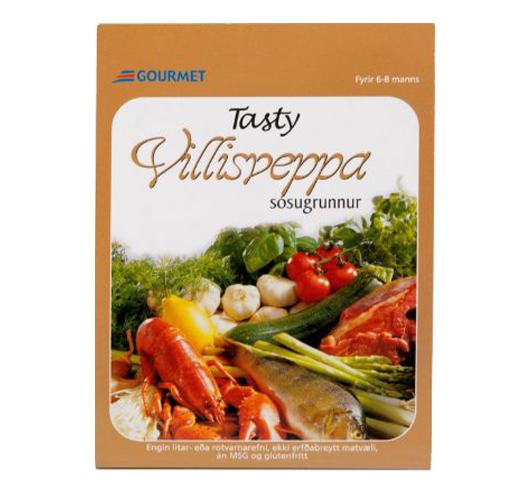 GOURMET
Fyrir 6-8 manns
Tasty
Villisveppa
sósugrunnur
Engin litar- eða rotvarnarefni, ekki erfðabreytt matvæli,
án MSG og glútenfrítt